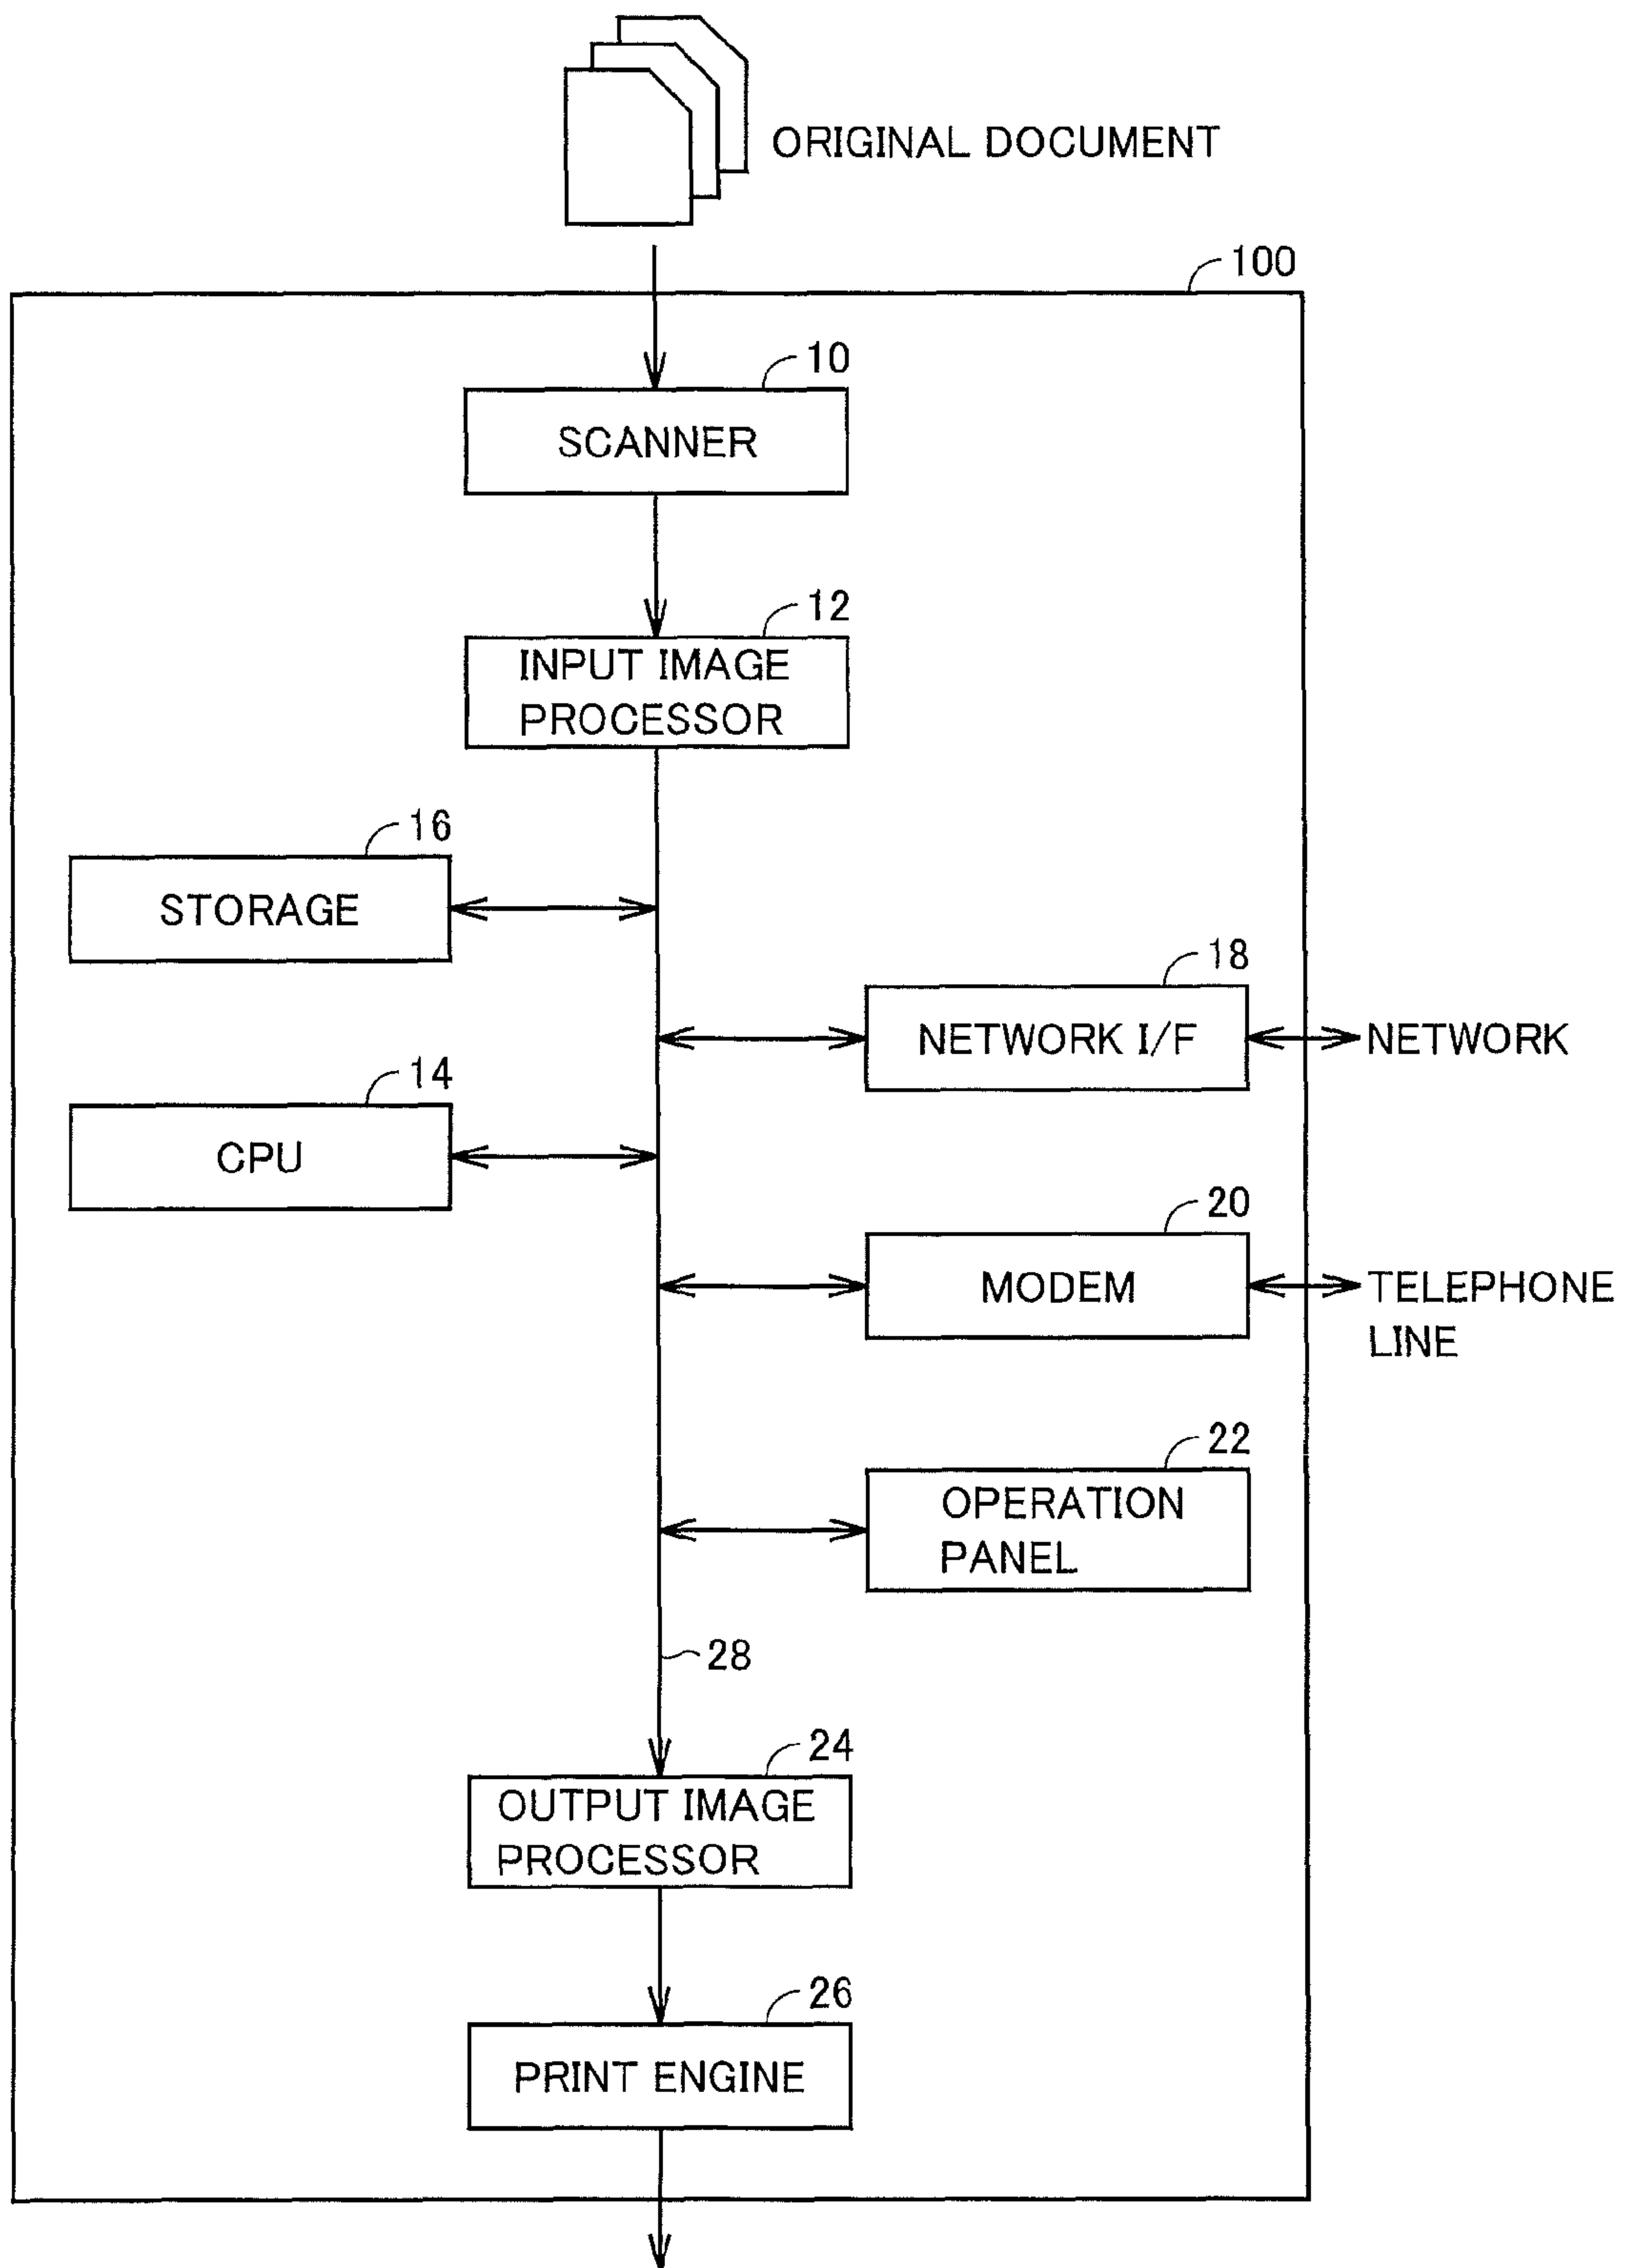 ORIGINAL DOCUMENT
100
10
SCANNER
12
INPUT IMAGE
PROCESSOR
16
STORAGE
18
NETWORK I/F
NETWORK
14
CPU
20
MODEM
TELEPHONE
LINE
22
OPERATION
PANEL
28
24
OUTPUT IMAGE
PROCESSOR
26
PRINT ENGINE